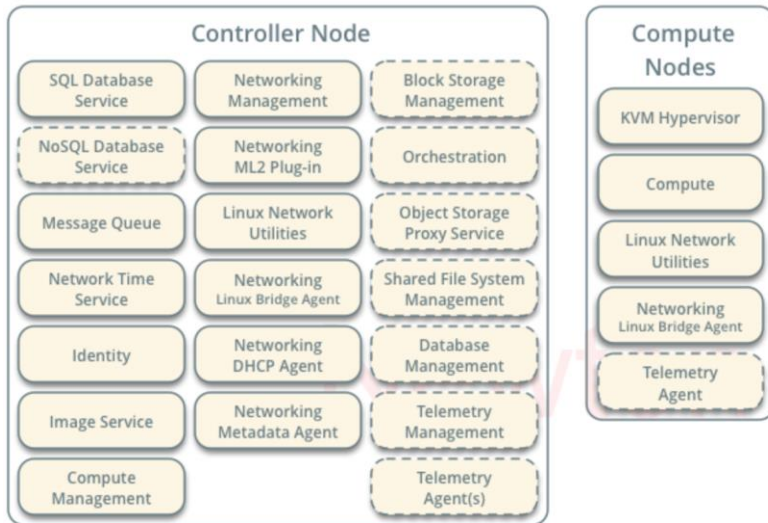 Controller Node
SQL Database
Service
Networking
Management
Block Storage
Management
NoSQL Database
Service
Networking
ML2 Plug-in
Orchestration
Message Queue
Linux Network
Utilities
Object Storage
Proxy Service
Network Time
Service
Networking
Linux Bridge Agent
Shared File System
Management
Identity
Networking
DHCP Agent
Database
Management
Image Service
Networking
Metadata Agent
Telemetry
Management
Compute
Management
Telemetry
Agent(s)
Compute
Nodes
KVM Hypervisor
Compute
Linux Network
Utilities
Networking
Linux Bridge Agent
Telemetry
Agent